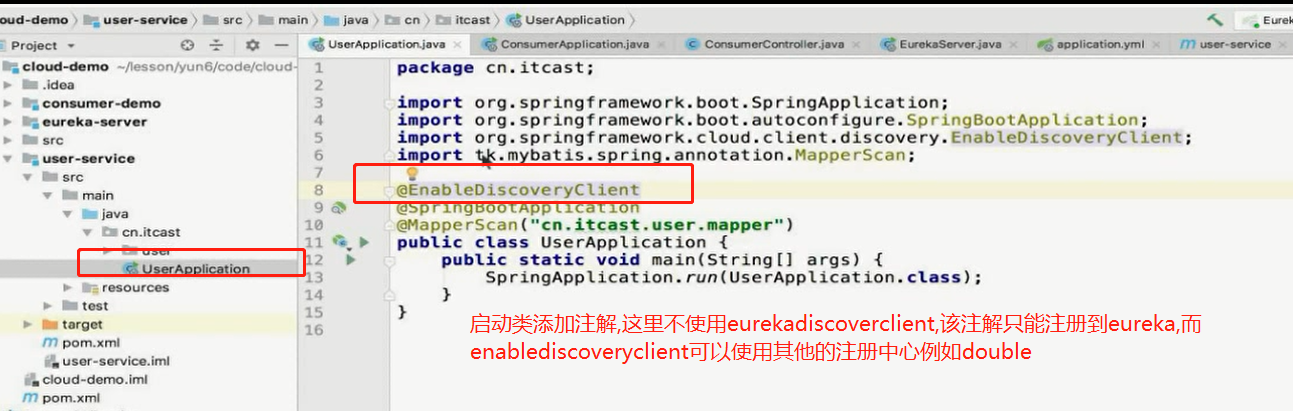 cloud-demo user-service src main java cn itcast UserApplication Eurek
Project
UserApplication.java ConsumerApplication.java ConsumerController.java EurekaServer.java application.yml user-service
cloud-demo ~/lesson/yun6/code/cloud-
.idea
consumer-demo
eureka-server
src
user-service
src
main
java
cn.itcast
user
UserApplication
resources
test
target
pom.xml
user-service.iml
cloud-demo.iml
pom.xml
1 package cn.itcast;
2
3 import org.springframework.boot.SpringApplication;
4 import org.springframework.boot.autoconfigure.SpringBootApplication;
5 import org.springframework.cloud.client.discovery.EnableDiscoveryClient;
6 import tk.mybatis.spring.annotation.MapperScan;
7
8 @EnableDiscoveryClient
9 @SpringBootApplication
10 @MapperScan("cn.itcast.user.mapper")
11 public class UserApplication {
12 public static void main(String[] args) {
13 SpringApplication.run(UserApplication.class);
14 }
15 }
16
启动类添加注解,这里不使用eurekadiscoverclient,该注解只能注册到eureka,而
enablediscoveryclient可以使用其他的注册中心例如double